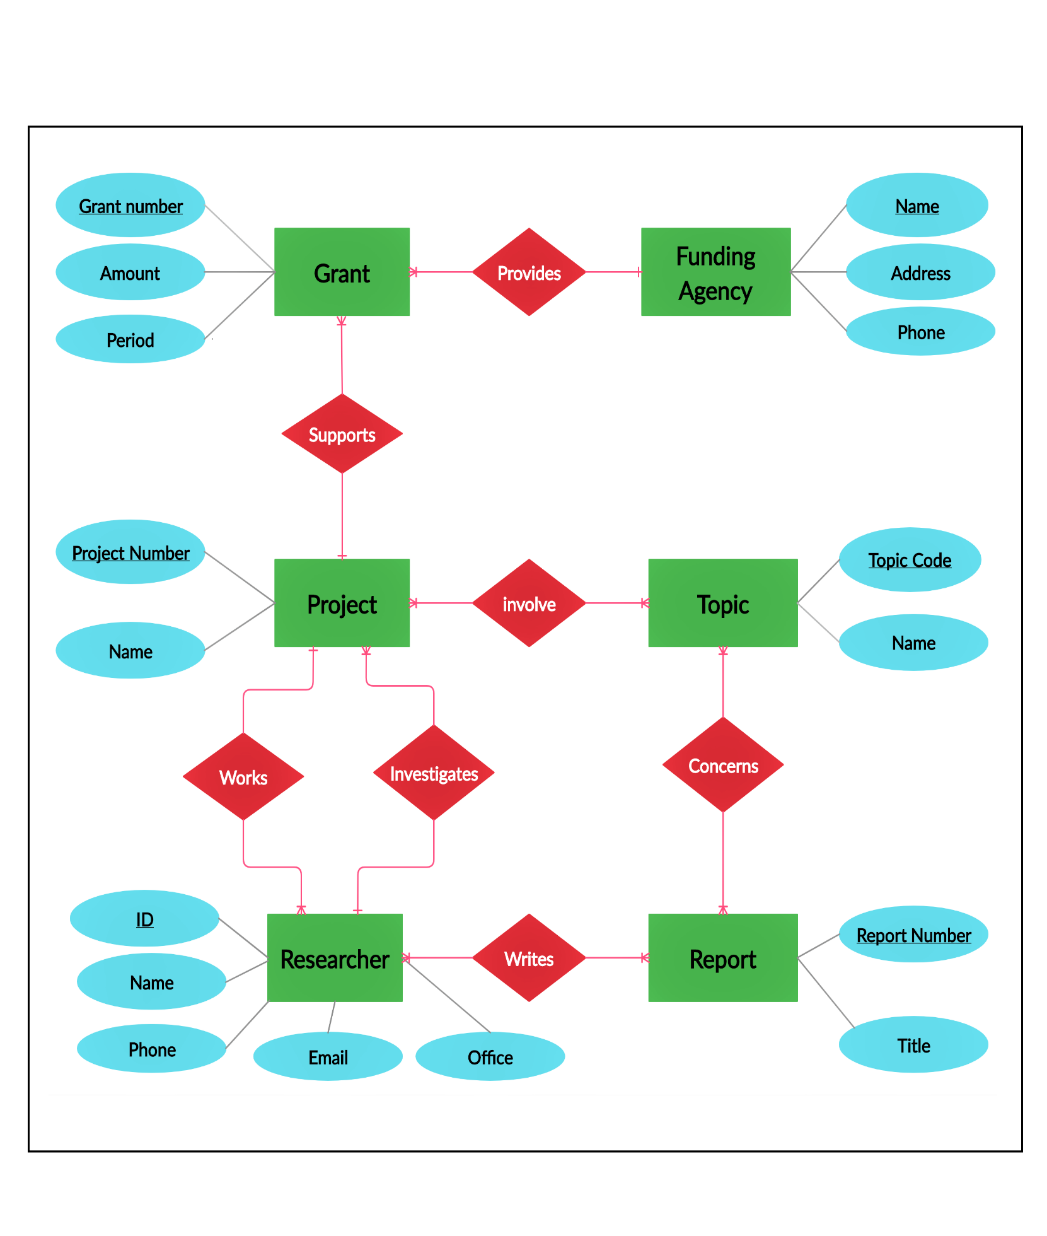 Grant number
Amount
Period
Grant
Provides
Funding
Agency
Name
Address
Phone
Supports
Project Number
Name
Project
involve
Topic
Topic Code
Name
Works
Investigates
Concerns
ID
Name
Phone
Researcher
Email
Office
Writes
Report
Report Number
Title